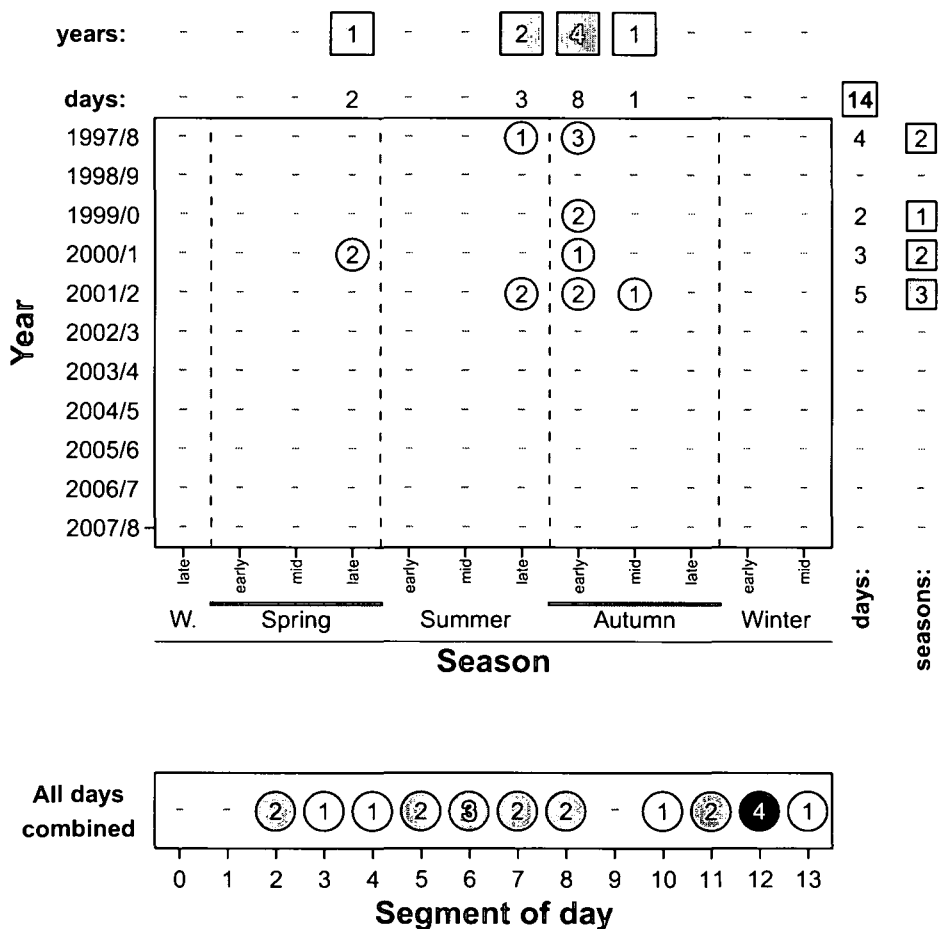 years: - - - 1 - - 2 4 1 - - -
days: - - - 2 - - 3 8 1 - - - 14
1997/8 - - - - - - 1 3 - - - - 4 2
1998/9 - - - - - - - - - - - - - -
1999/0 - - - - - - - 2 - - - - 2 1
2000/1 - - - 2 - - - 1 - - - - 3 2
2001/2 - - - - - - 2 2 1 - - - 5 3
2002/3 - - - - - - - - - - - - - -
2003/4 - - - - - - - - - - - - - -
2004/5 - - - - - - - - - - - - - -
2005/6 - - - - - - - - - - - - - -
2006/7 - - - - - - - - - - - - - -
2007/8 - - - - - - - - - - - - - -
Year
late early mid late early mid late early mid late early mid
W. Spring Summer Autumn Winter
days:
seasons:
Season
All days
combined
- - 2 1 1 2 3 2 2 - 1 2 4 1
0 1 2 3 4 5 6 7 8 9 10 11 12 13
Segment of day